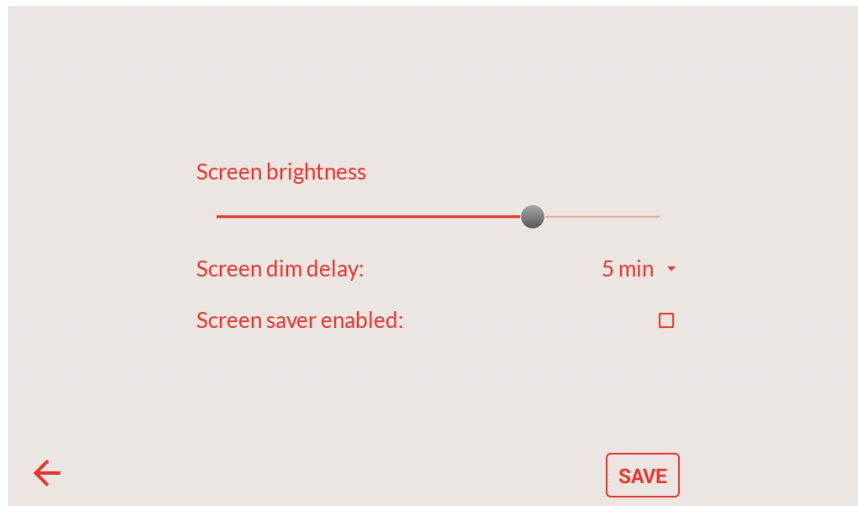 Screen brightness
Screen dim delay: 5 min
Screen saver enabled:
SAVE